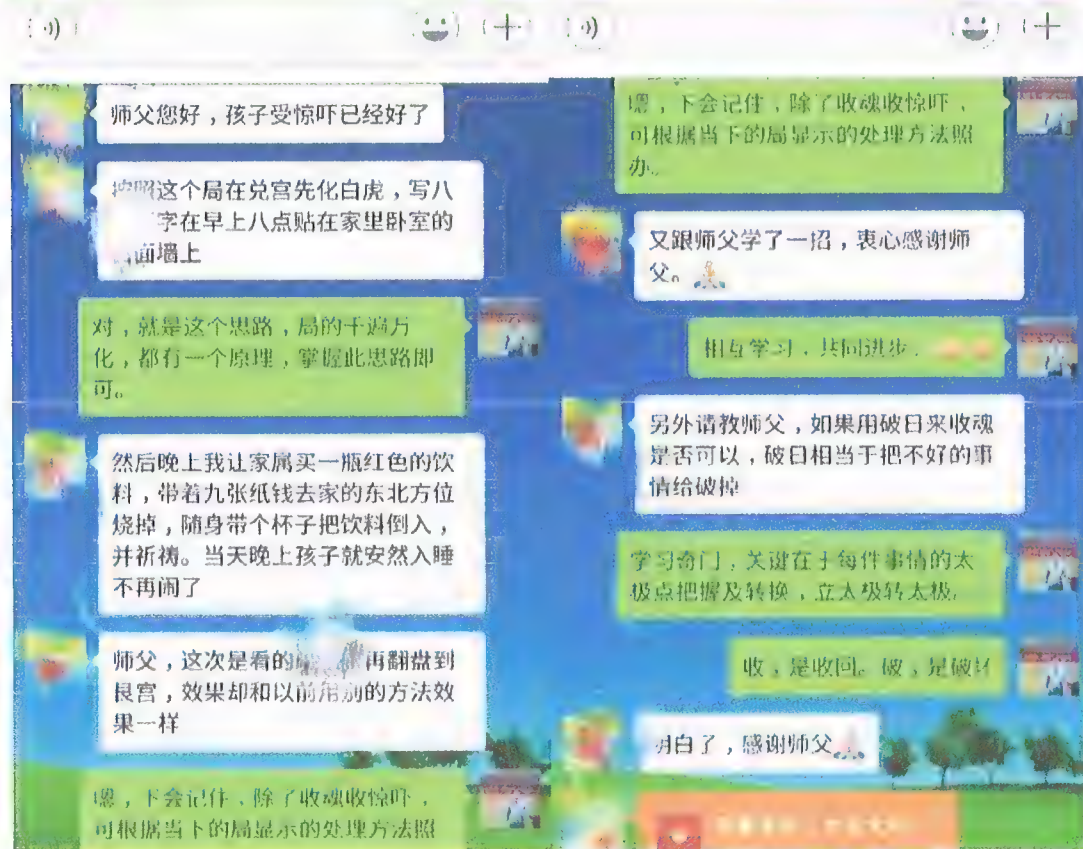 师父您好，孩子受惊吓已经好了
这个局在兑宫先化白虎，写八
字在早上八点贴在家里卧室的
面墙上
对，就是这个思路，局的千遍万
化，都有一个原理，掌握此思路即
可。
然后晚上我让家属买一瓶红色的饮
料，带着九张纸钱去家的东北方位
烧掉，随身带个杯子把饮料倒入，
并祈祷。当天晚上孩子就安然入睡
不再闹了
师父，这次是看的 再翻盘到
艮宫，效果却和以前用别的方法效
果一样
嗯，下会记住，除了收魂收惊吓，
可根据当下的局显示的处理方法照
嗯，下会记住，除了收魂收惊吓，
可根据当下的局显示的处理方法照
办。
又跟师父学了一招，衷心感谢师
父。
相互学习，共同进步。
另外请教师父，如果用破日来收魂
是否可以，破日相当于把不好的事
情给破掉
学习奇门，关键在于每件事情的太
极点把握及转换，立太极转太极。
收，是收回。破，是破坏
明白了，感谢师父